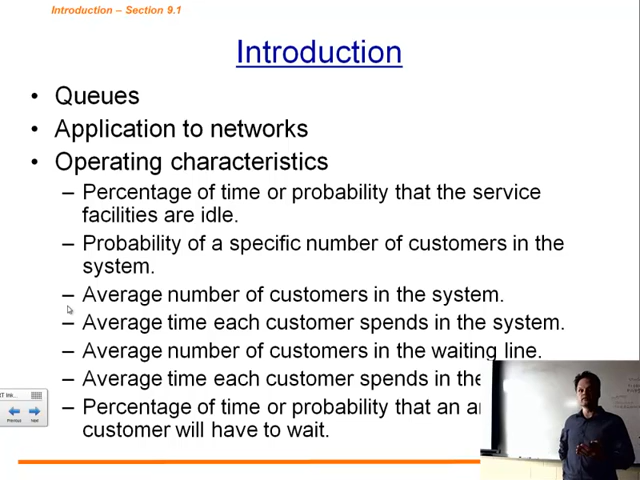 Introduction – Section 9.1
Introduction
• Queues
• Application to networks
• Operating characteristics
– Percentage of time or probability that the service
facilities are idle.
– Probability of a specific number of customers in the
system.
– Average number of customers in the system.
– Average time each customer spends in the system.
– Average number of customers in the waiting line.
– Average time each customer spends in the
– Percentage of time or probability that an ar
customer will have to wait.
Previous
Next